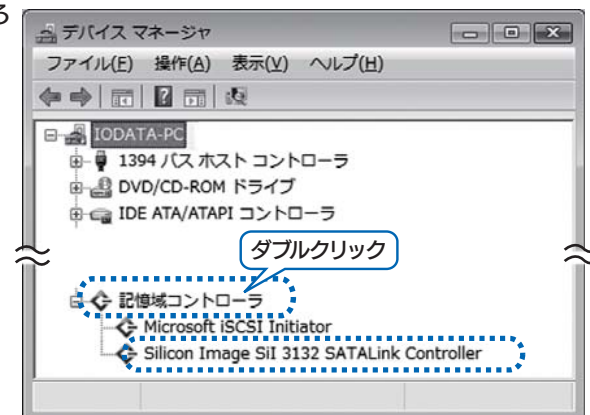 る
デバイス マネージャ
ファイル(F) 操作(A) 表示(V) ヘルプ(H)
IODATA-PC
1394 バス ホスト コントローラ
DVD/CD-ROM ドライブ
IDE ATA/ATAPI コントローラ
ダブルクリック
記憶域コントローラ
Microsoft iSCSI Initiator
Silicon Image SiI 3132 SATALink Controller